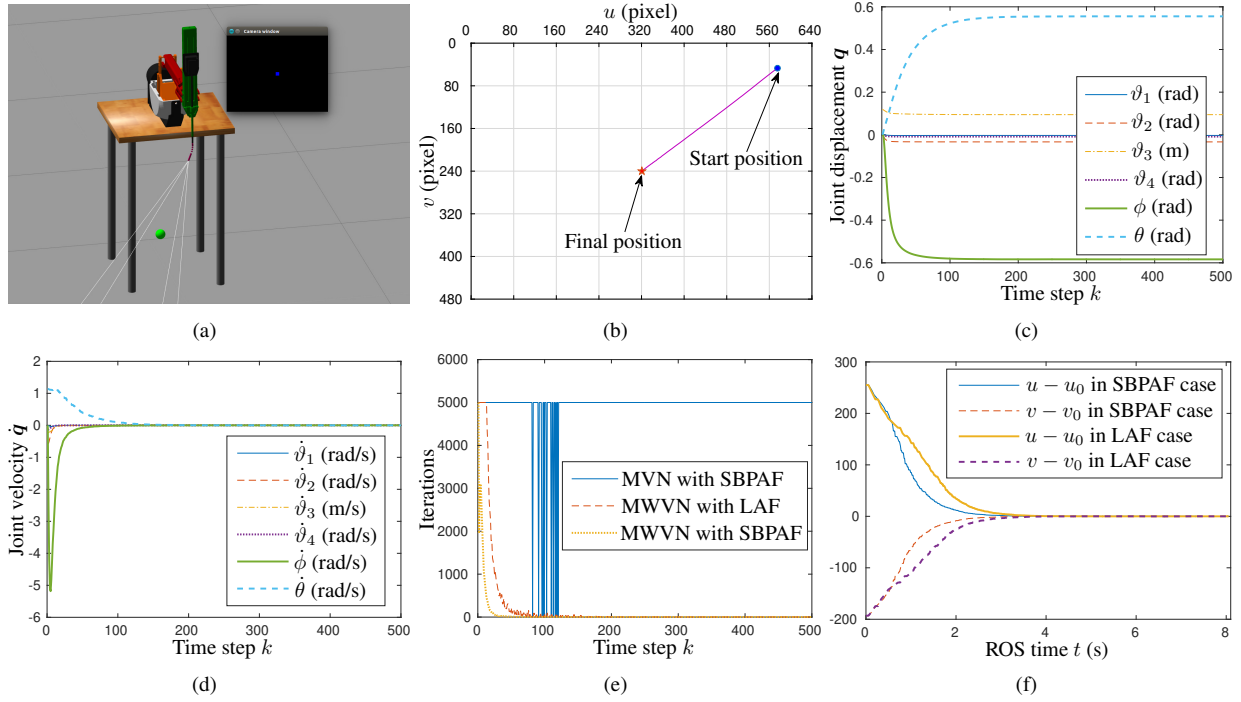 Camera window
(a)
u (pixel)
0 80 160 240 320 400 480 560 640
0
80
160
240
320
400
480
v (pixel)
Start position
Final position
(b)
0.6
0.4
0.2
0
-0.2
-0.4
-0.6
Joint displacement q
ϑ1 (rad)
ϑ2 (rad)
ϑ3 (m)
ϑ4 (rad)
ϕ (rad)
θ (rad)
0 100 200 300 400 500
Time step k
(c)
2
1
0
-1
-2
-3
-4
-5
-6
Joint velocity q̇
ϑ̇1 (rad/s)
ϑ̇2 (rad/s)
ϑ̇3 (m/s)
ϑ̇4 (rad/s)
ϕ̇ (rad/s)
θ̇ (rad/s)
0 100 200 300 400 500
Time step k
(d)
6000
5000
4000
3000
2000
1000
0
Iterations
MVN with SBPAF
MWVN with LAF
MWVN with SBPAF
0 100 200 300 400 500
Time step k
(e)
300
200
100
0
-100
-200
u − u0 in SBPAF case
v − v0 in SBPAF case
u − u0 in LAF case
v − v0 in LAF case
0 2 4 6 8
ROS time t (s)
(f)